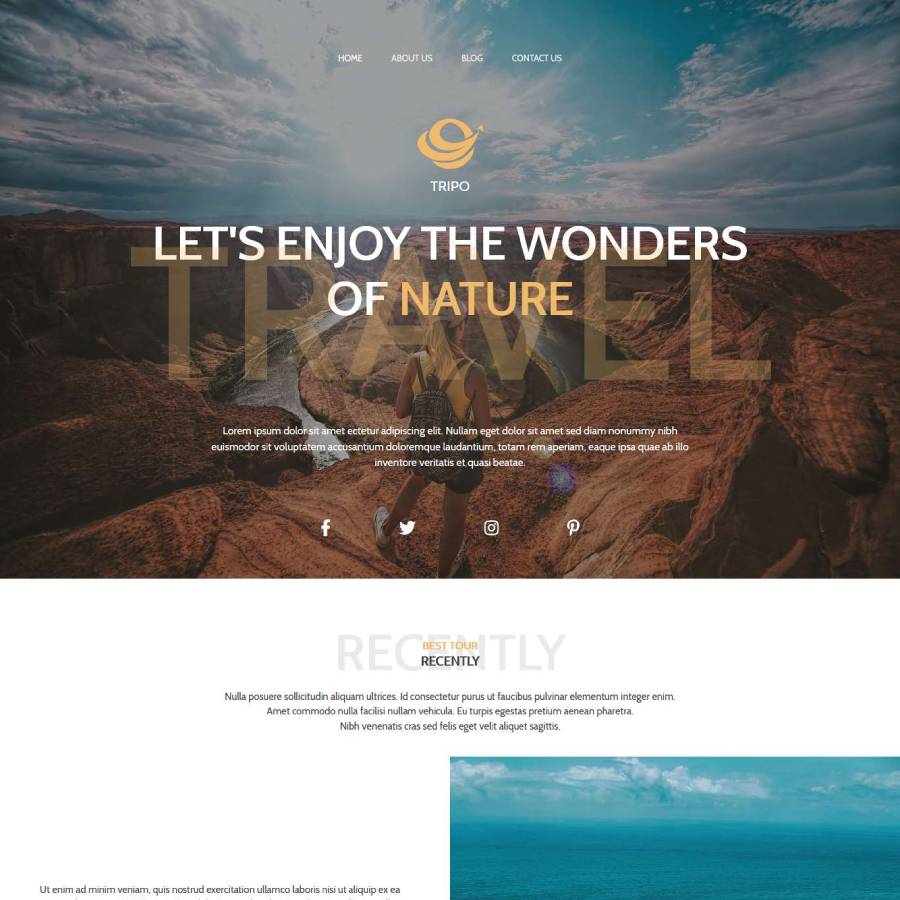 HOME ABOUT US BLOG CONTACT US
TRIPO
LET'S ENJOY THE WONDERS
OF NATURE
TRAVEL
Lorem ipsum dolor sit amet ectetur adipiscing elit. Nullam eget dolor sit amet sed diam nonummy nibh
euismodor sit voluptatem accusantium doloremque laudantium, totam rem aperiam, eaque ipsa quae ab illo
inventore veritatis et quasi beatae.
RECENTLY
BEST TOUR
RECENTLY
Nulla posuere sollicitudin aliquam ultrices. Id consectetur purus ut faucibus pulvinar elementum integer enim.
Amet commodo nulla facilisi nullam vehicula. Eu turpis egestas pretium aenean pharetra.
Nibh venenatis cras sed felis eget velit aliquet sagittis.
Ut enim ad minim veniam, quis nostrud exercitation ullamco laboris nisi ut aliquip ex ea